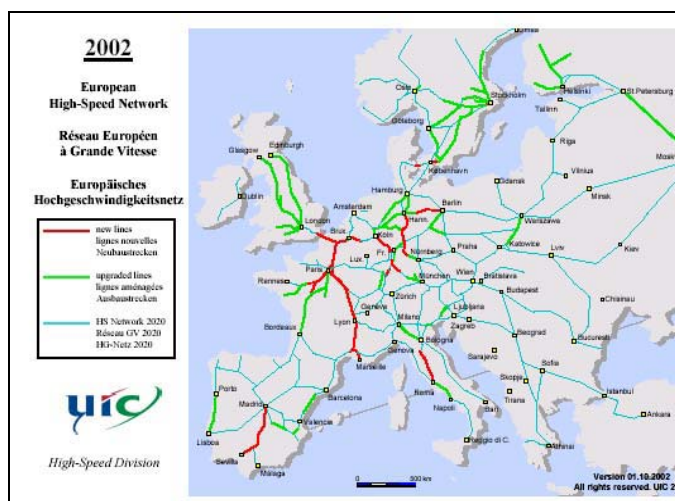 2002
European
High-Speed Network
Réseau Européen
à Grande Vitesse
Europäisches
Hochgeschwindigkeitsnetz
new lines
lignes nouvelles
Neubaustrecken
upgraded lines
lignes aménagées
Ausbaustrecken
HS Network 2020
Réseau GV 2020
HG-Netz 2020
uic
High-Speed Division
Oslo
Stockholm
Helsinki
St.Petersburg
Tallinn
Göteborg
Riga
Moskv
Glasgow
Edinburgh
København
Vilnius
Dublin
Hamburg
Gdansk
Minsk
Amsterdam
Berlin
London
Hann.
Warszawa
Brux.
Köln
Fr.
Praha
Katowice
Kiev
Lux.
Nürnberg
Lviv
Paris
Rennes
München
Wien
Bratislava
Zürich
Budapest
Chisinau
Genève
Ljubljana
Lyon
Milano
Zagreb
Bordeaux
Bologna
Beograd
Bucuresti
Genova
Marseille
Sarajevo
Sofia
Porto
Skopje
Madrid
Barcelona
Roma
Tirana
Istanbul
Napoli
Bari
Ankara
Valencia
Lisboa
Reggio di C.
Athinai
Sevilla
Málaga
500 km
Version 01.10.2002
All rights reserved. UIC 2